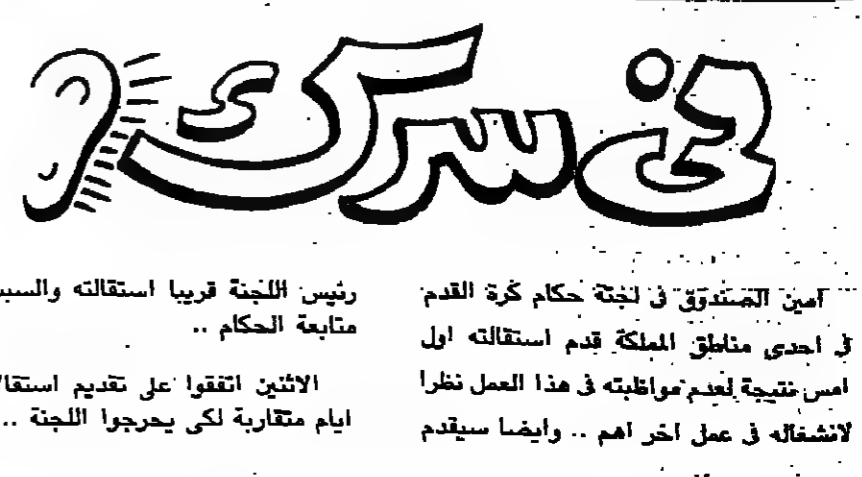 في سرك
امين الصندوق في لجنة حكام كرة القدم
في احدى مناطق المملكة قدم استقالته اول
امس نتيجة لعدم مواظبته في هذا العمل نظرا
لانشغاله في عمل اخر اهم .. وايضا سيقدم
رئيس اللجنة قريبا استقالته والسبب
متابعة الحكام ..
الاثنين اتفقوا على تقديم استقا
ايام متقاربة لكى يحرجوا اللجنة ..